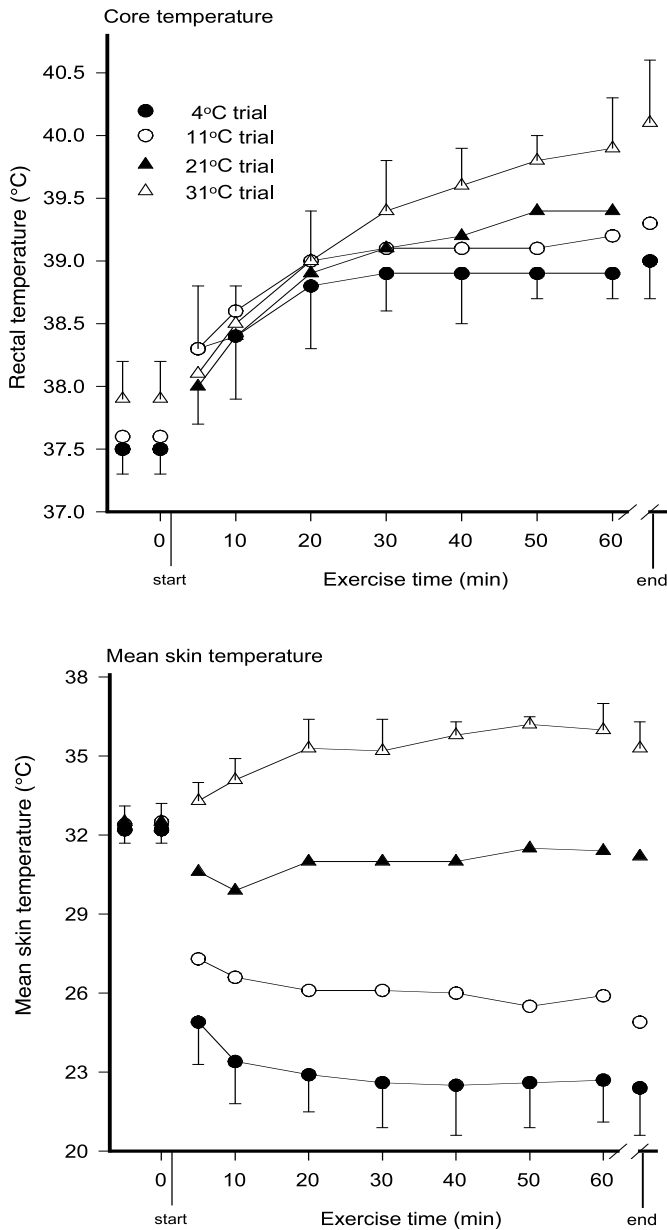 Core temperature
Rectal temperature (°C)
40.5
40.0
39.5
39.0
38.5
38.0
37.5
37.0
4°C trial
11°C trial
21°C trial
31°C trial
0 10 20 30 40 50 60
start Exercise time (min) end
Mean skin temperature
Mean skin temperature (°C)
38
35
32
29
26
23
20
0 10 20 30 40 50 60
start Exercise time (min) end